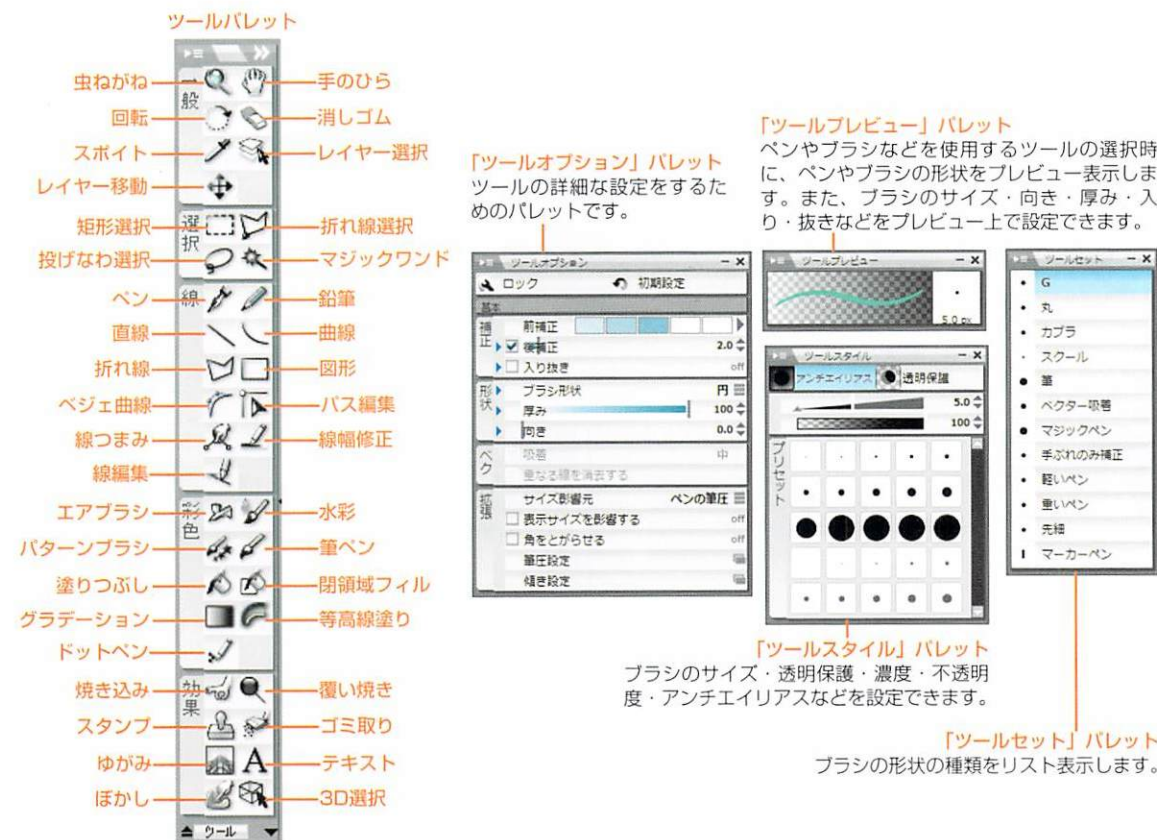 ツールパレット
一般
虫ねがね
手のひら
回転
消しゴム
スポイト
レイヤー選択
レイヤー移動
選択
矩形選択
折れ線選択
投げなわ選択
マジックワンド
線
ペン
鉛筆
直線
曲線
折れ線
図形
ベジェ曲線
パス編集
線つまみ
線幅修正
線編集
彩色
エアブラシ
水彩
パターンブラシ
筆ペン
塗りつぶし
閉領域フィル
グラデーション
等高線塗り
ドットペン
効果
焼き込み
覆い焼き
スタンプ
ゴミ取り
ゆがみ
テキスト
ぼかし
3D選択
ツール
「ツールオプション」パレット
ツールの詳細な設定をするた
めのパレットです。
ツールオプション
ロック 初期設定
基本
補正
前補正
後補正 2.0
入り抜き off
形状
ブラシ形状 円
厚み 100
向き 0.0
ベク
吸着 中
重なる線を消去する
拡張
サイズ影響元 ペンの筆圧
表示サイズを影響する off
角をとがらせる off
筆圧設定
傾き設定
「ツールプレビュー」パレット
ペンやブラシなどを使用するツールの選択時
に、ペンやブラシの形状をプレビュー表示しま
す。また、ブラシのサイズ・向き・厚み・入
り・抜きなどをプレビュー上で設定できます。
ツールプレビュー
5.0 px
ツールスタイル
アンチエイリアス 透明保護
5.0
100
プリセット
「ツールスタイル」パレット
ブラシのサイズ・透明保護・濃度・不透明
度・アンチエイリアスなどを設定できます。
ツールセット
G
丸
カブラ
スクール
筆
ベクター吸着
マジックペン
手ぶれのみ補正
軽いペン
重いペン
先細
マーカーペン
「ツールセット」パレット
ブラシの形状の種類をリスト表示します。